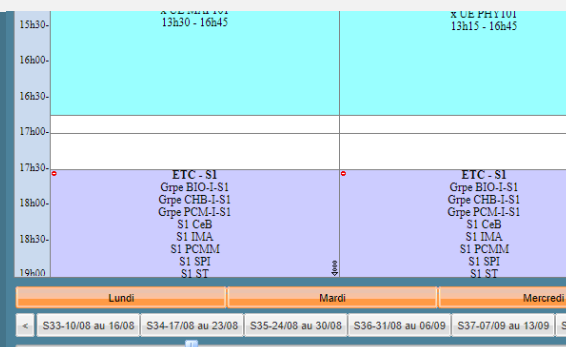 15h30-
x UE MAP101
13h30 - 16h45
x UE PHY101
13h15 - 16h45
16h00-
16h30-
17h00-
17h30-
ETC - S1
Grpe BIO-I-S1
Grpe CHB-I-S1
Grpe PCM-I-S1
S1 CeB
S1 IMA
S1 PCMM
S1 SPI
S1 ST
ETC - S1
Grpe BIO-I-S1
Grpe CHB-I-S1
Grpe PCM-I-S1
S1 CeB
S1 IMA
S1 PCMM
S1 SPI
S1 ST
18h00-
18h30-
19h00
Lundi
Mardi
Mercredi
<
S33-10/08 au 16/08
S34-17/08 au 23/08
S35-24/08 au 30/08
S36-31/08 au 06/09
S37-07/09 au 13/09
S